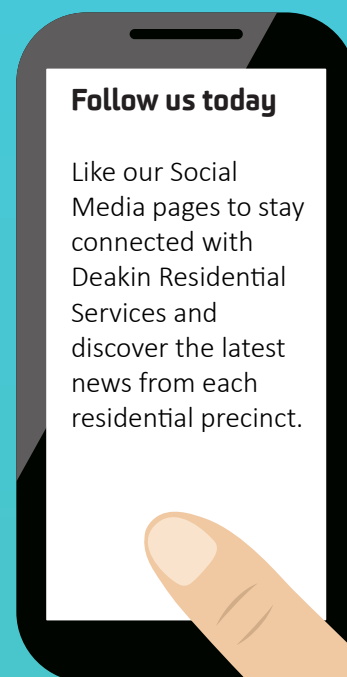 Follow us today
Like our Social
Media pages to stay
connected with
Deakin Residential
Services and
discover the latest
news from each
residential precinct.